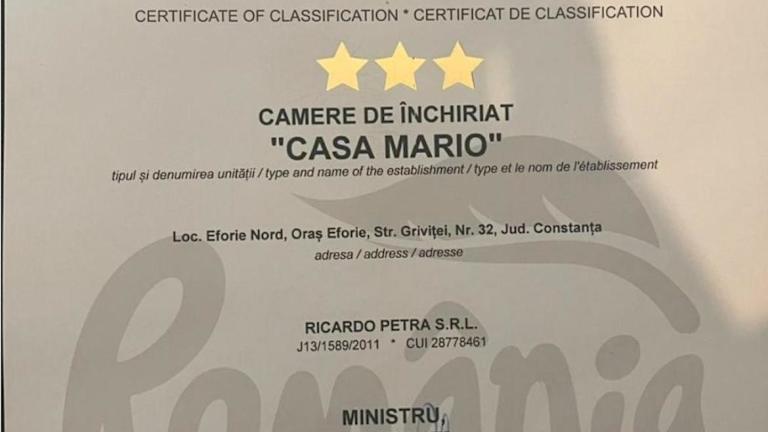 CERTIFICATE OF CLASSIFICATION * CERTIFICAT DE CLASSIFICATION
CAMERE DE ÎNCHIRIAT
"CASA MARIO"
tipul și denumirea unității / type and name of the establishment / type et le nom de l'établissement
Loc. Eforie Nord, Oraș Eforie, Str. Griviței, Nr. 32, Jud. Constanța
adresa / address / adresse
RICARDO PETRA S.R.L.
J13/1589/2011 * CUI 28778461
România
MINISTRU,